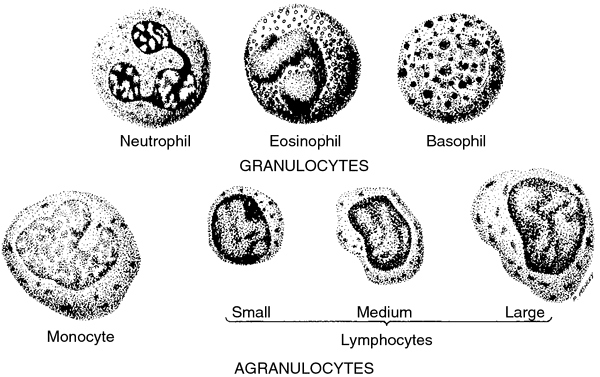 Neutrophil Eosinophil Basophil
GRANULOCYTES
Small Medium Large
Monocyte
Lymphocytes
AGRANULOCYTES